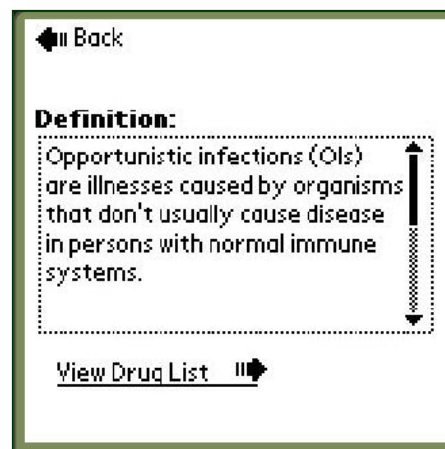 Back
Definition:
Opportunistic infections (OIs)
are illnesses caused by organisms
that don't usually cause disease
in persons with normal immune
systems.
View Drug List